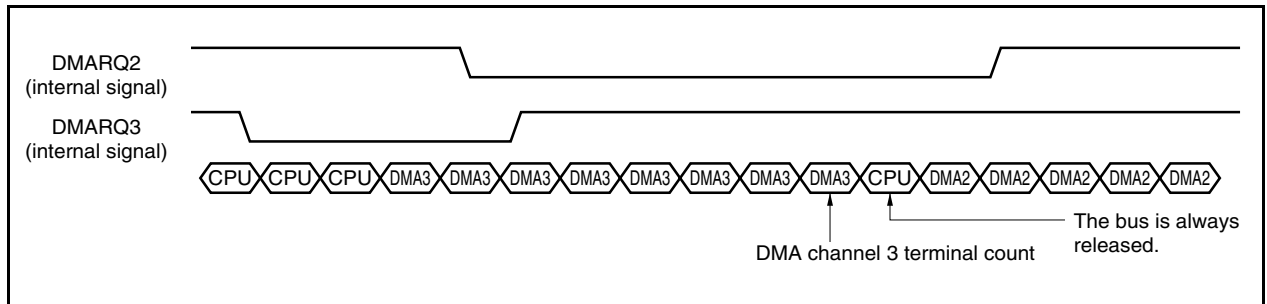 DMARQ2
(internal signal)
DMARQ3
(internal signal)
CPU CPU CPU DMA3 DMA3 DMA3 DMA3 DMA3 DMA3 DMA3 DMA3 CPU DMA2 DMA2 DMA2 DMA2 DMA2
DMA channel 3 terminal count
The bus is always
released.